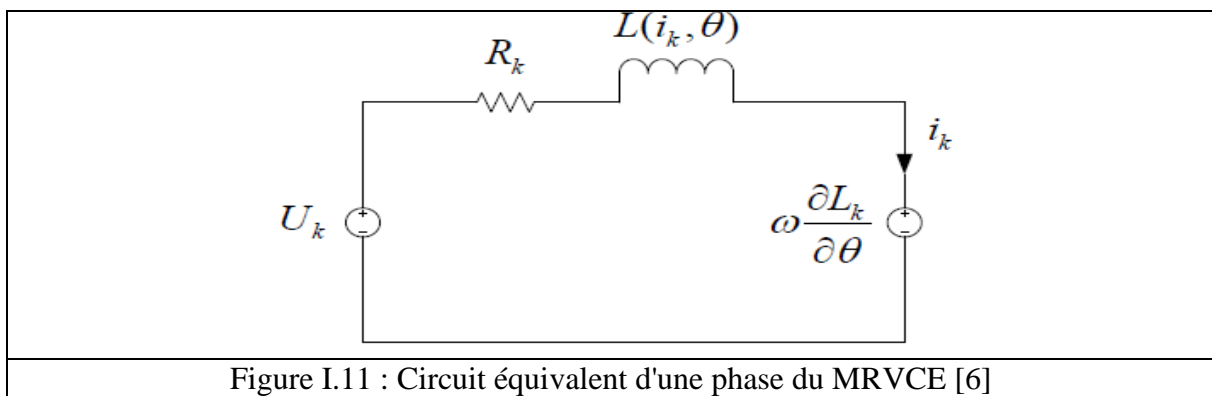 L(i_k, θ)
R_k
i_k
U_k
+
-
ω ∂L_k/∂θ
+
-
Figure I.11 : Circuit équivalent d'une phase du MRVCE [6]